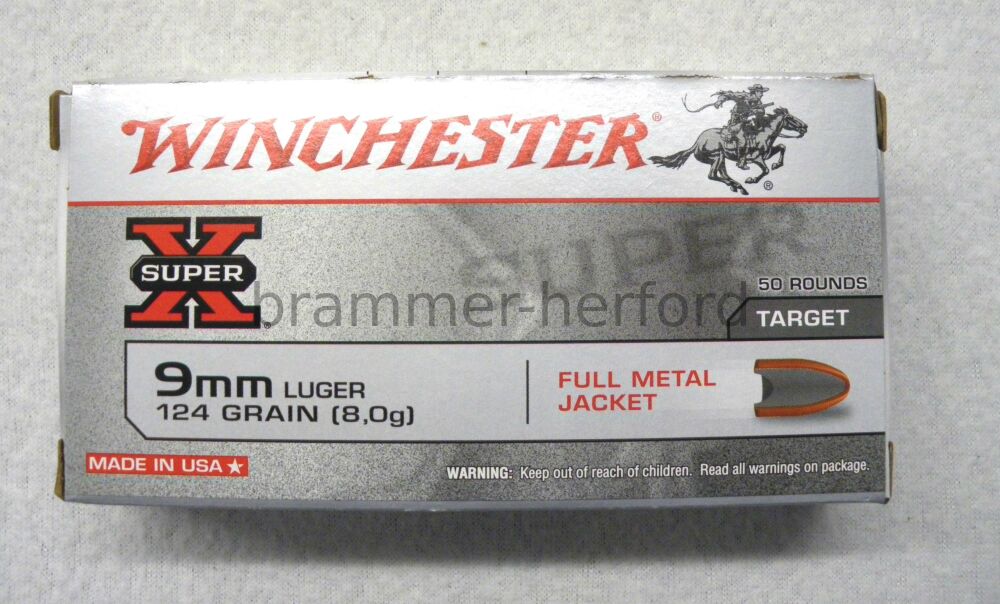 WINCHESTER®
®
SUPER
X
SUPER
®
brammer-herford
50 ROUNDS
TARGET
9mm LUGER
124 GRAIN (8,0g)
FULL METAL
JACKET
MADE IN USA★
WARNING: Keep out of reach of children. Read all warnings on package.